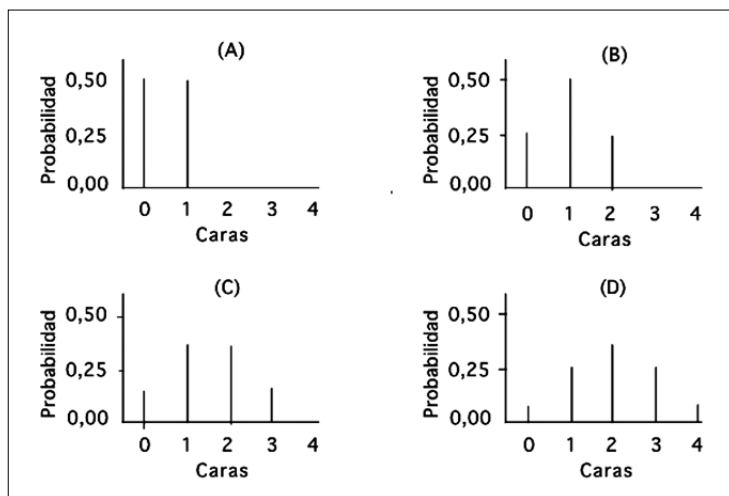 (A)
Probabilidad
0,50
0,25
0,00
0 1 2 3 4
Caras
(B)
Probabilidad
0,50
0,25
0,00
0 1 2 3 4
Caras
(C)
Probabilidad
0,50
0,25
0,00
0 1 2 3 4
Caras
(D)
Probabilidad
0,50
0,25
0,00
0 1 2 3 4
Caras